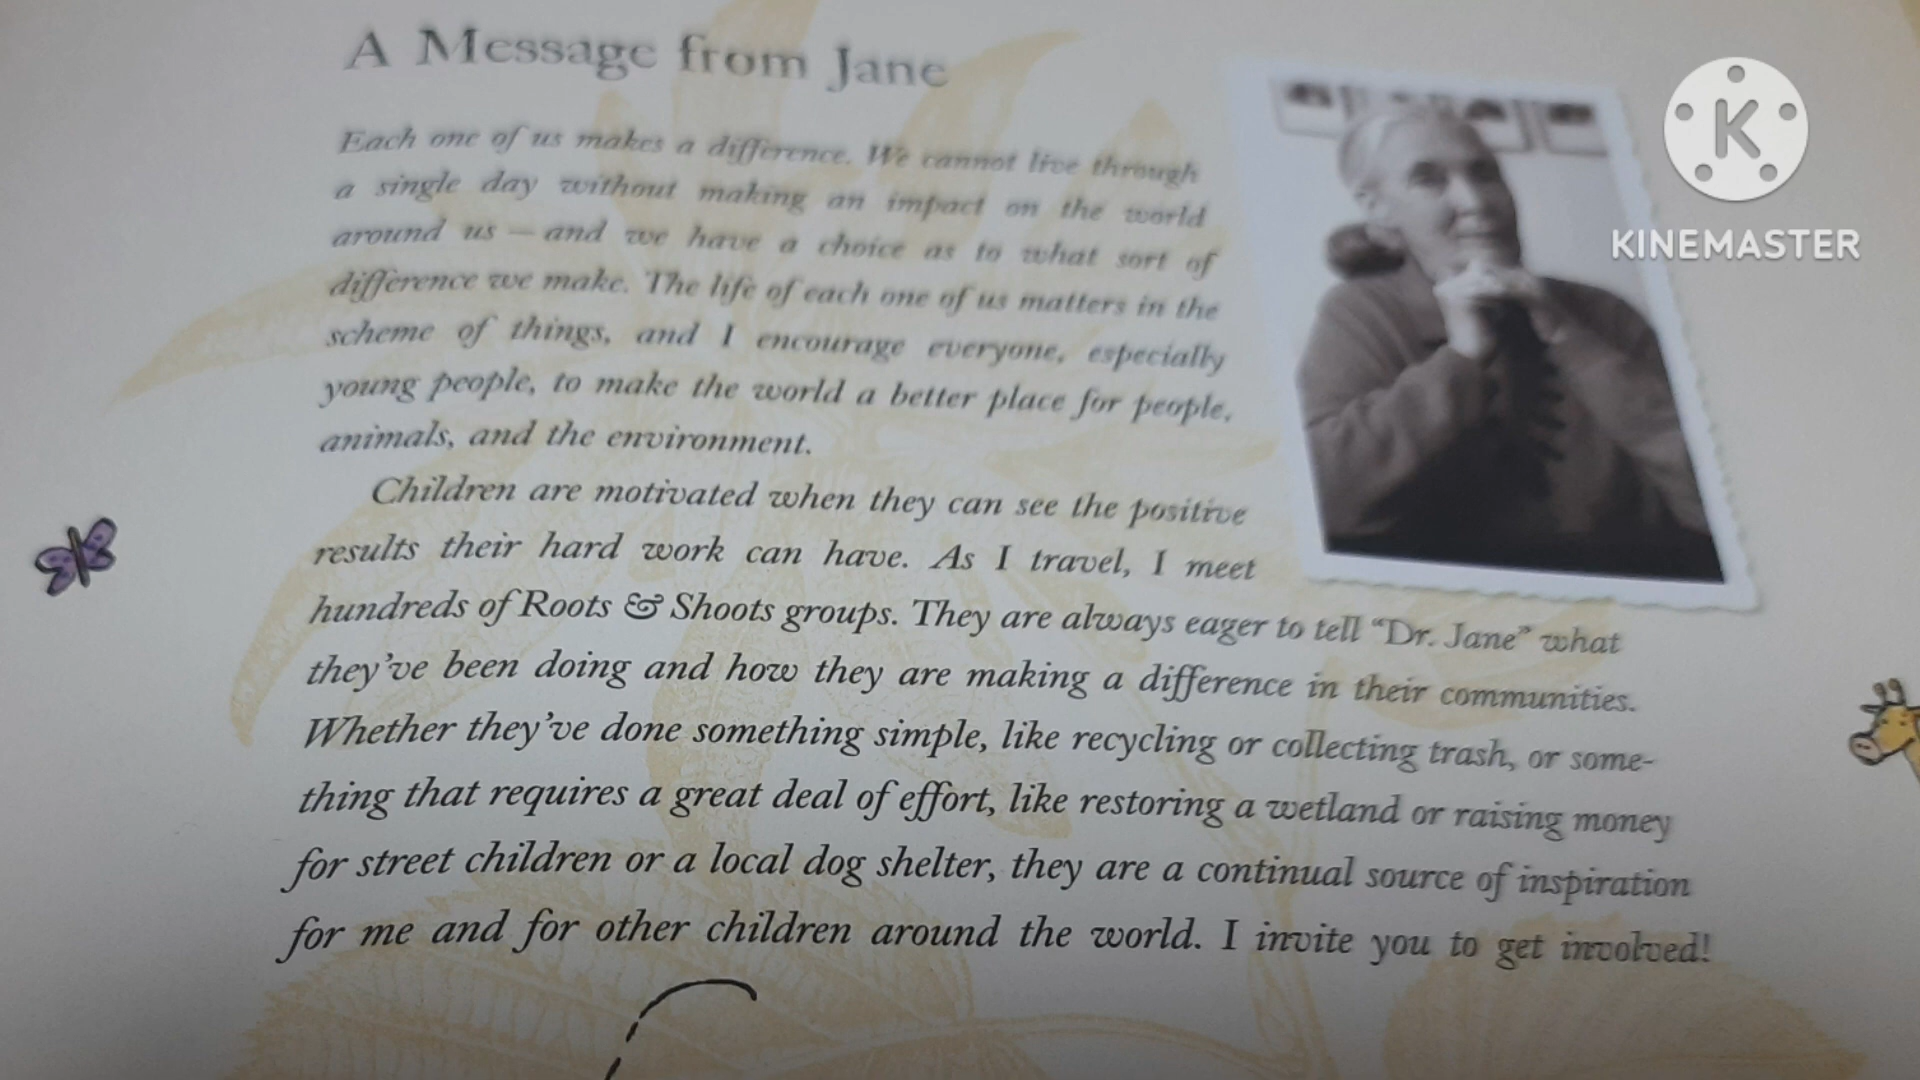 A Message from Jane
Each one of us makes a difference. We cannot live through
a single day without making an impact on the world
around us — and we have a choice as to what sort of
difference we make. The life of each one of us matters in the
scheme of things, and I encourage everyone, especially
young people, to make the world a better place for people,
animals, and the environment.
Children are motivated when they can see the positive
results their hard work can have. As I travel, I meet
hundreds of Roots & Shoots groups. They are always eager to tell “Dr. Jane” what
they’ve been doing and how they are making a difference in their communities.
Whether they’ve done something simple, like recycling or collecting trash, or some-
thing that requires a great deal of effort, like restoring a wetland or raising money
for street children or a local dog shelter, they are a continual source of inspiration
for me and for other children around the world. I invite you to get involved!
K
KINEMASTER